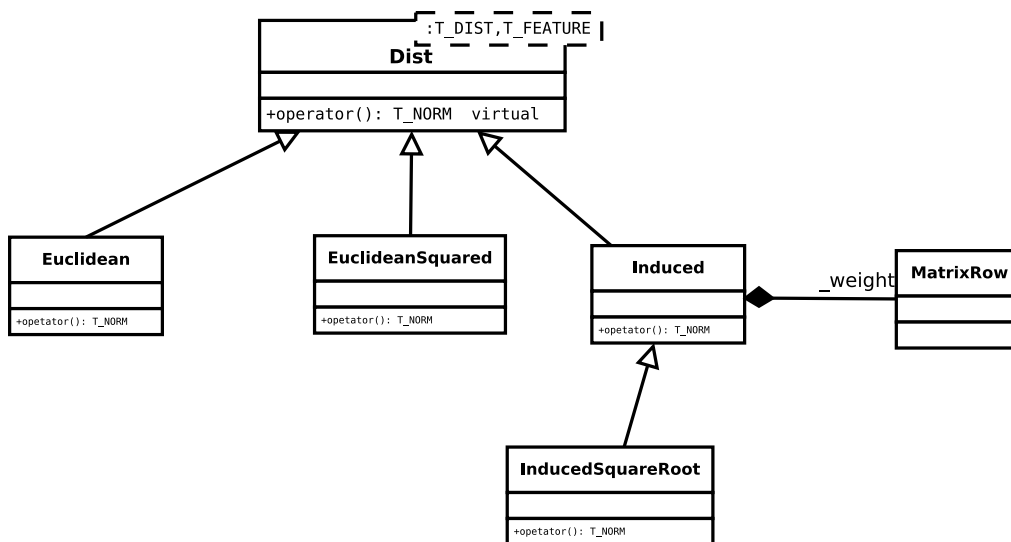 :T_DIST,T_FEATURE
Dist
+operator(): T_NORM  virtual
Euclidean
+opetator(): T_NORM
EuclideanSquared
+opetator(): T_NORM
Induced
+opetator(): T_NORM
_weight
MatrixRow
InducedSquareRoot
+opetator(): T_NORM